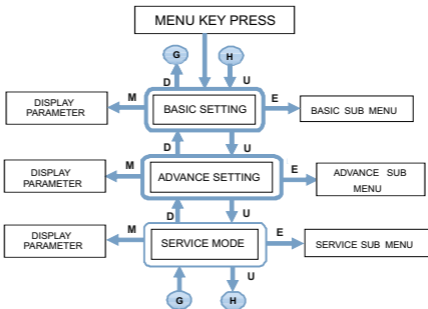 MENU KEY PRESS
G
H
D
U
DISPLAY
PARAMETER
M
BASIC SETTING
E
BASIC SUB MENU
D
U
DISPLAY
PARAMETER
M
ADVANCE SETTING
E
ADVANCE SUB
MENU
D
U
DISPLAY
PARAMETER
M
SERVICE MODE
E
SERVICE SUB MENU
U
G
H